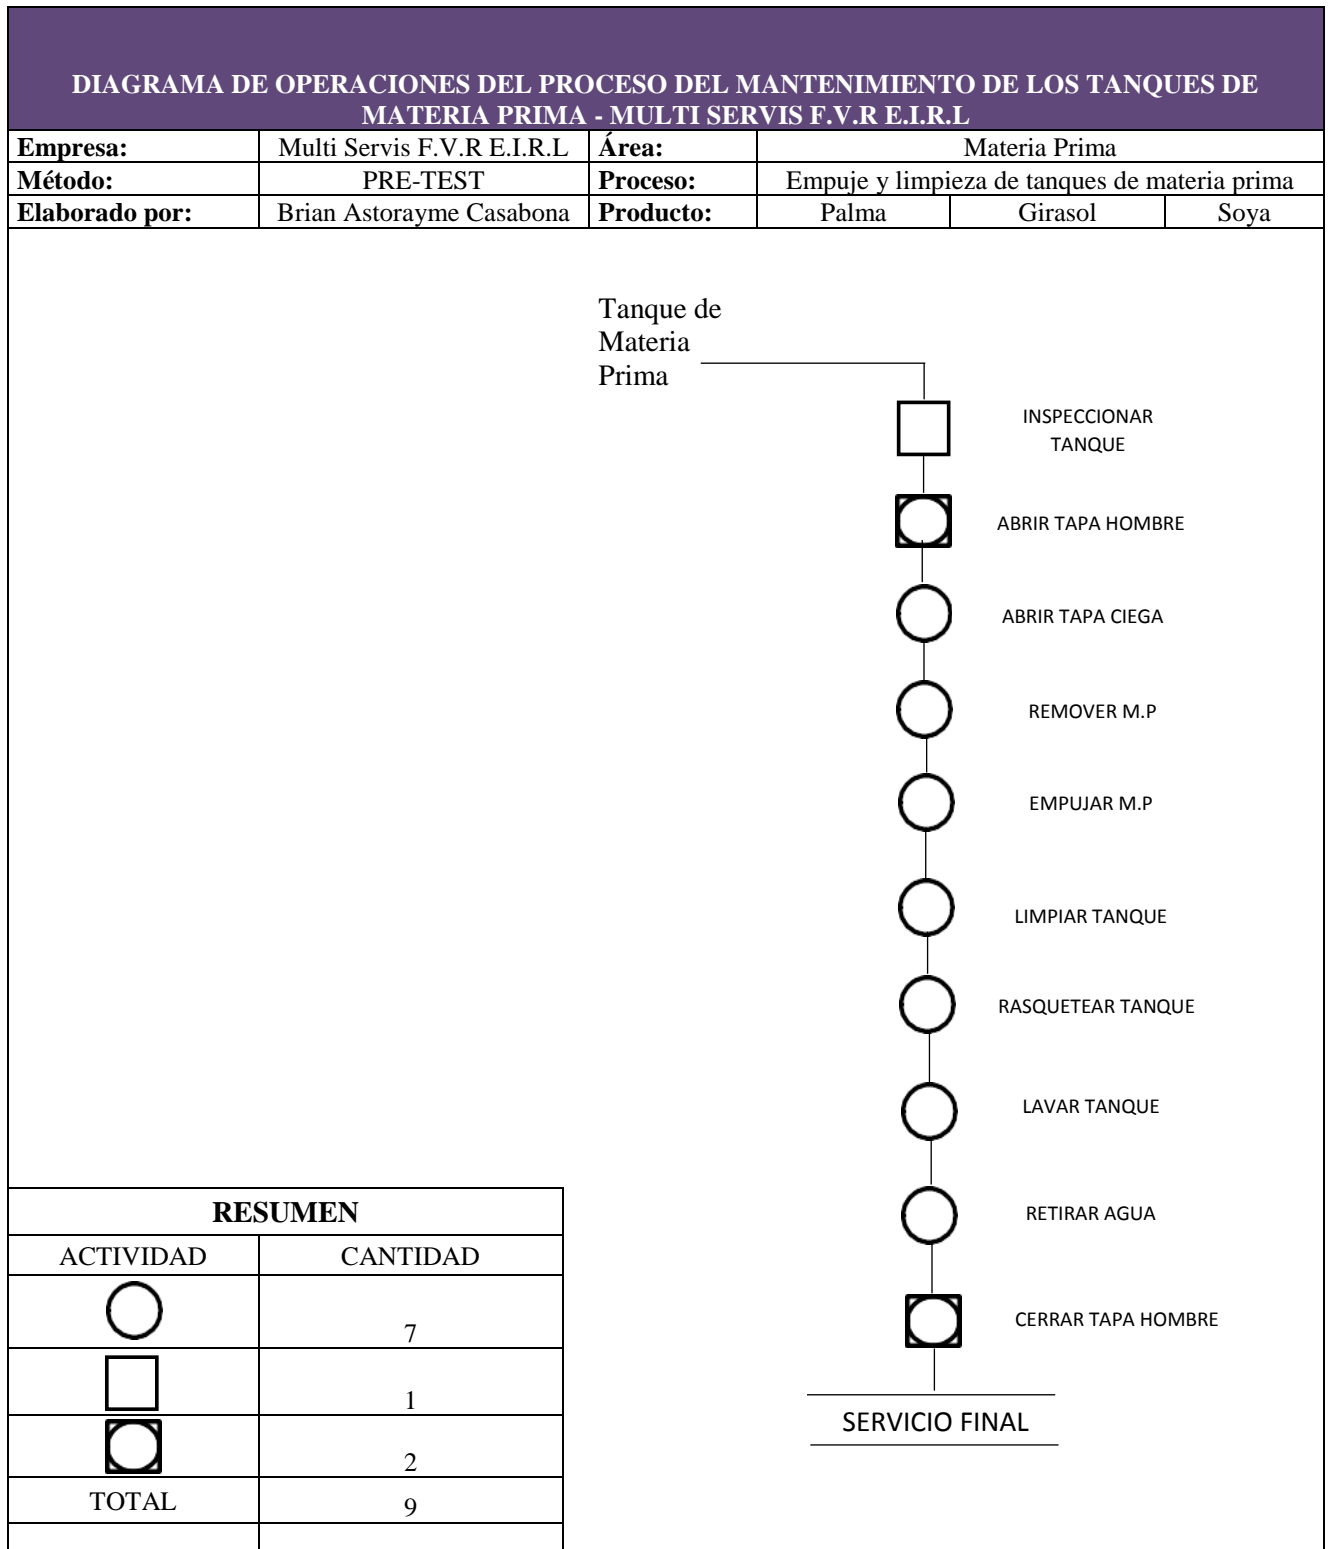 DIAGRAMA DE OPERACIONES DEL PROCESO DEL MANTENIMIENTO DE LOS TANQUES DE
MATERIA PRIMA - MULTI SERVIS F.V.R E.I.R.L
Empresa: Multi Servis F.V.R E.I.R.L Área: Materia Prima
Método: PRE-TEST Proceso: Empuje y limpieza de tanques de materia prima
Elaborado por: Brian Astorayme Casabona Producto: Palma Girasol Soya
Tanque de
Materia
Prima
INSPECCIONAR
TANQUE
ABRIR TAPA HOMBRE
ABRIR TAPA CIEGA
REMOVER M.P
EMPUJAR M.P
LIMPIAR TANQUE
RASQUETEAR TANQUE
LAVAR TANQUE
RETIRAR AGUA
CERRAR TAPA HOMBRE
SERVICIO FINAL
RESUMEN
ACTIVIDAD CANTIDAD
7
1
2
TOTAL 9